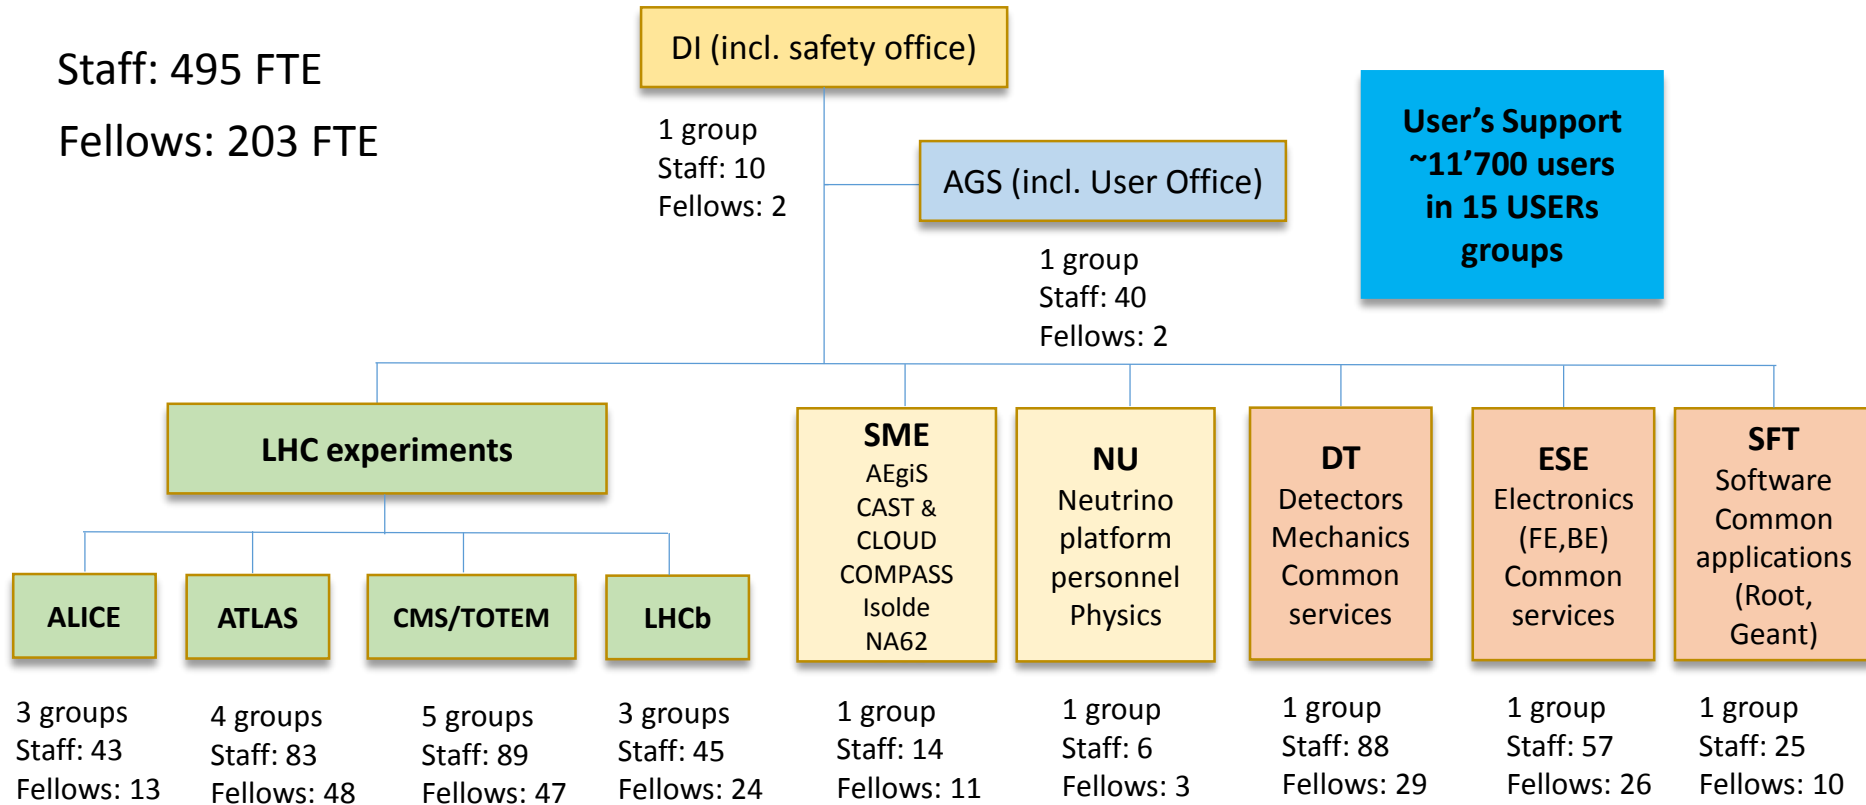 Staff: 495 FTE
Fellows: 203 FTE
DI (incl. safety office)
1 group
Staff: 10
Fellows: 2
AGS (incl. User Office)
1 group
Staff: 40
Fellows: 2
User’s Support
~11’700 users
in 15 USERs
groups
LHC experiments
ALICE
3 groups
Staff: 43
Fellows: 13
ATLAS
4 groups
Staff: 83
Fellows: 48
CMS/TOTEM
5 groups
Staff: 89
Fellows: 47
LHCb
3 groups
Staff: 45
Fellows: 24
SME
AEgiS
CAST &
CLOUD
COMPASS
Isolde
NA62
1 group
Staff: 14
Fellows: 11
NU
Neutrino
platform
personnel
Physics
1 group
Staff: 6
Fellows: 3
DT
Detectors
Mechanics
Common
services
1 group
Staff: 88
Fellows: 29
ESE
Electronics
(FE,BE)
Common
services
1 group
Staff: 57
Fellows: 26
SFT
Software
Common
applications
(Root,
Geant)
1 group
Staff: 25
Fellows: 10